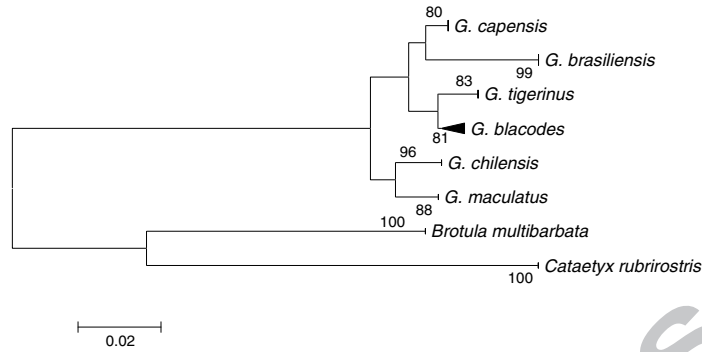 80
G. capensis
G. brasiliensis
99
83
G. tigerinus
G. blacodes
81
96
G. chilensis
G. maculatus
88
100
Brotula multibarbata
Cataetyx rubrirostris
100
0.02